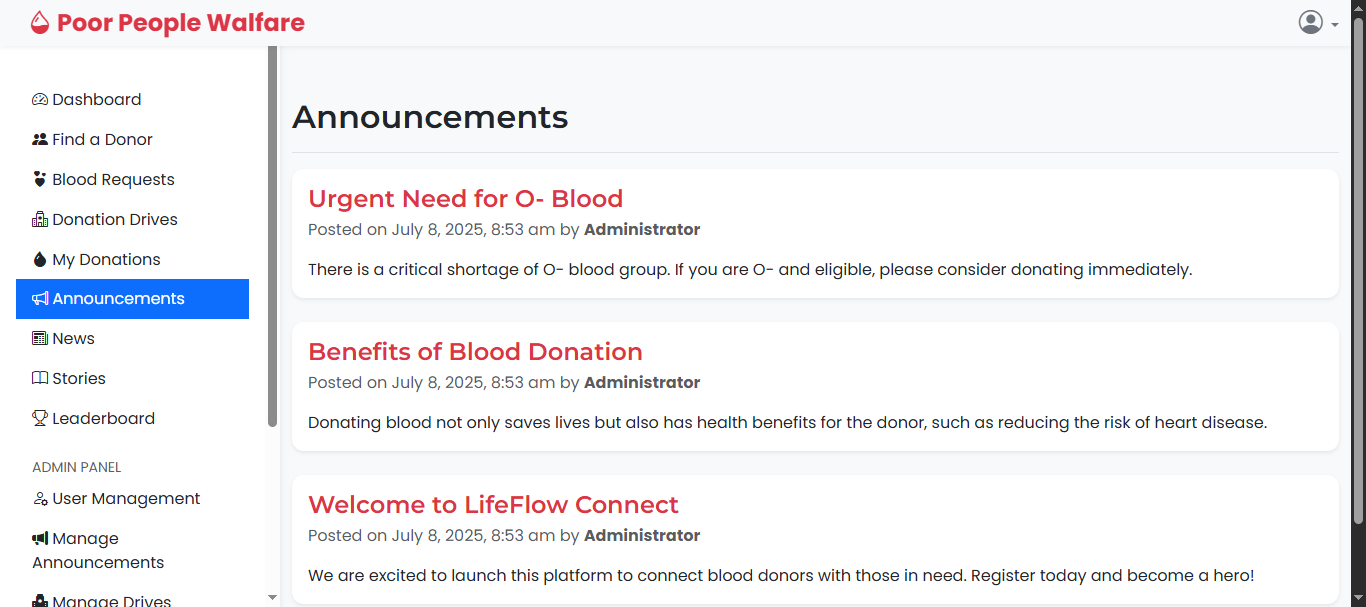 Poor People Walfare
Dashboard
Find a Donor
Blood Requests
Donation Drives
My Donations
Announcements
News
Stories
Leaderboard
ADMIN PANEL
User Management
Manage
Announcements
Manage Drives
Announcements
Urgent Need for O- Blood
Posted on July 8, 2025, 8:53 am by Administrator
There is a critical shortage of O- blood group. If you are O- and eligible, please consider donating immediately.
Benefits of Blood Donation
Posted on July 8, 2025, 8:53 am by Administrator
Donating blood not only saves lives but also has health benefits for the donor, such as reducing the risk of heart disease.
Welcome to LifeFlow Connect
Posted on July 8, 2025, 8:53 am by Administrator
We are excited to launch this platform to connect blood donors with those in need. Register today and become a hero!